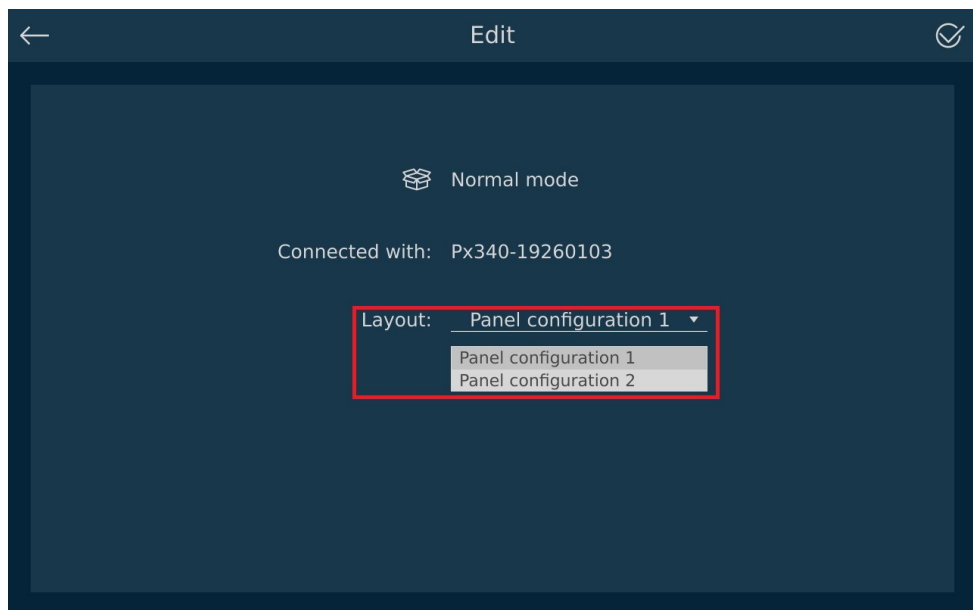 Edit
Normal mode
Connected with: Px340-19260103
Layout: Panel configuration 1
Panel configuration 1
Panel configuration 2